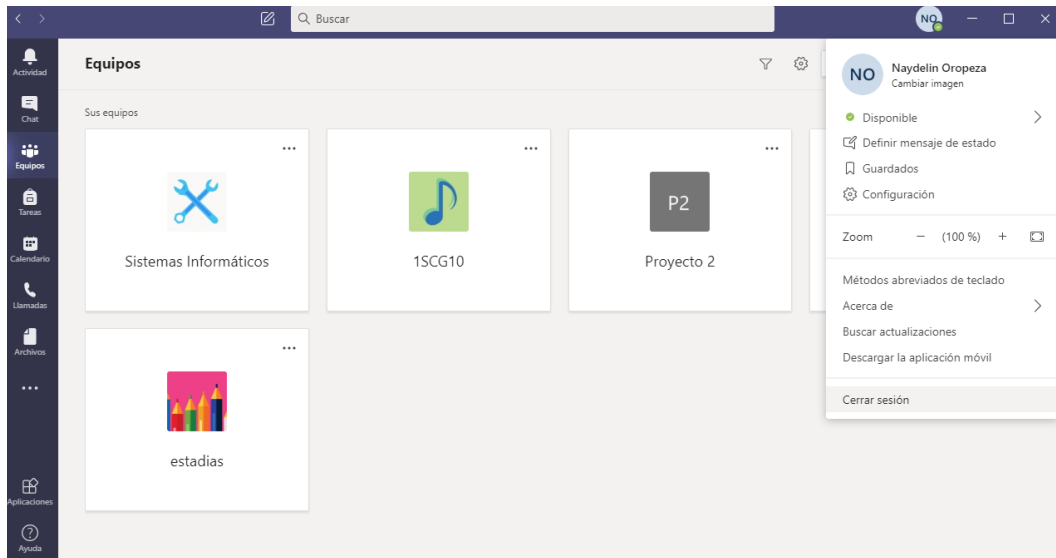 Buscar
NO
Actividad
Chat
Equipos
Tareas
Calendario
Llamadas
Archivos
Aplicaciones
Ayuda
Equipos
Sus equipos
Sistemas Informáticos
1SCG10
P2
Proyecto 2
estadias
NO
Naydelin Oropeza
Cambiar imagen
Disponible
Definir mensaje de estado
Guardados
Configuración
Zoom − (100 %) +
Métodos abreviados de teclado
Acerca de
Buscar actualizaciones
Descargar la aplicación móvil
Cerrar sesión